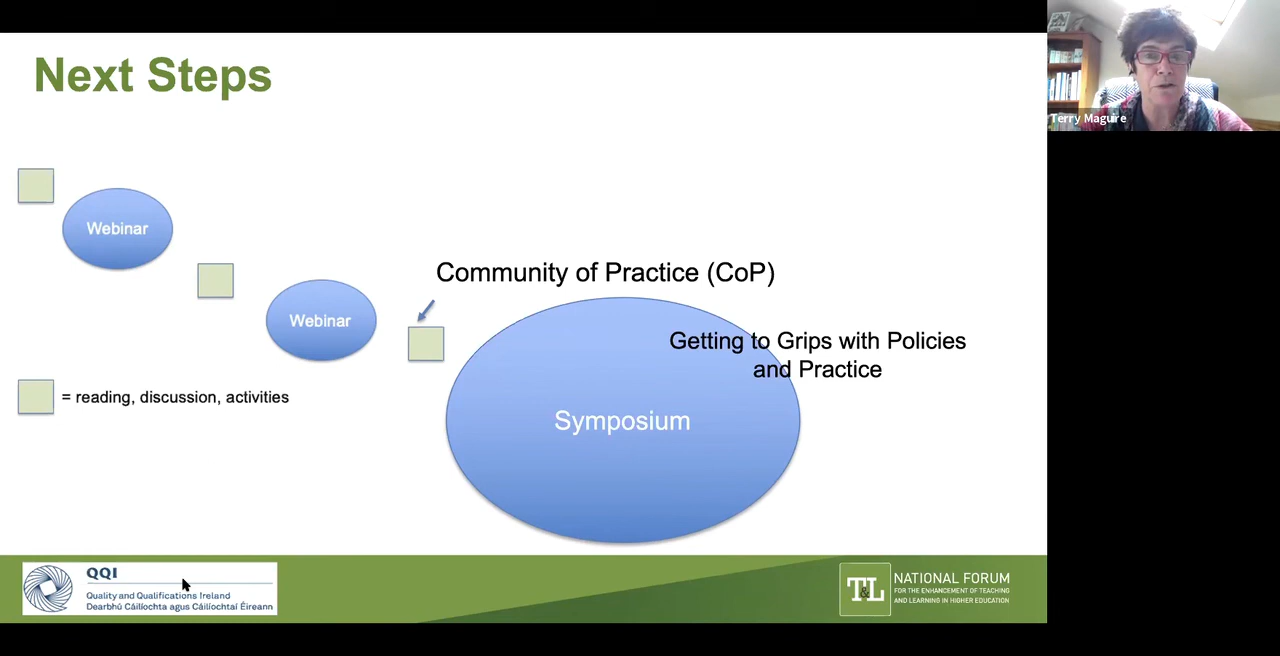 Next Steps
Terry Maguire
Webinar
Webinar
Community of Practice (CoP)
Getting to Grips with Policies
and Practice
= reading, discussion, activities
Symposium
QQI
Quality and Qualifications Ireland
Dearbhú Cáilíochta agus Cáilíochtaí Éireann
T&L
NATIONAL FORUM
FOR THE ENHANCEMENT OF TEACHING
AND LEARNING IN HIGHER EDUCATION